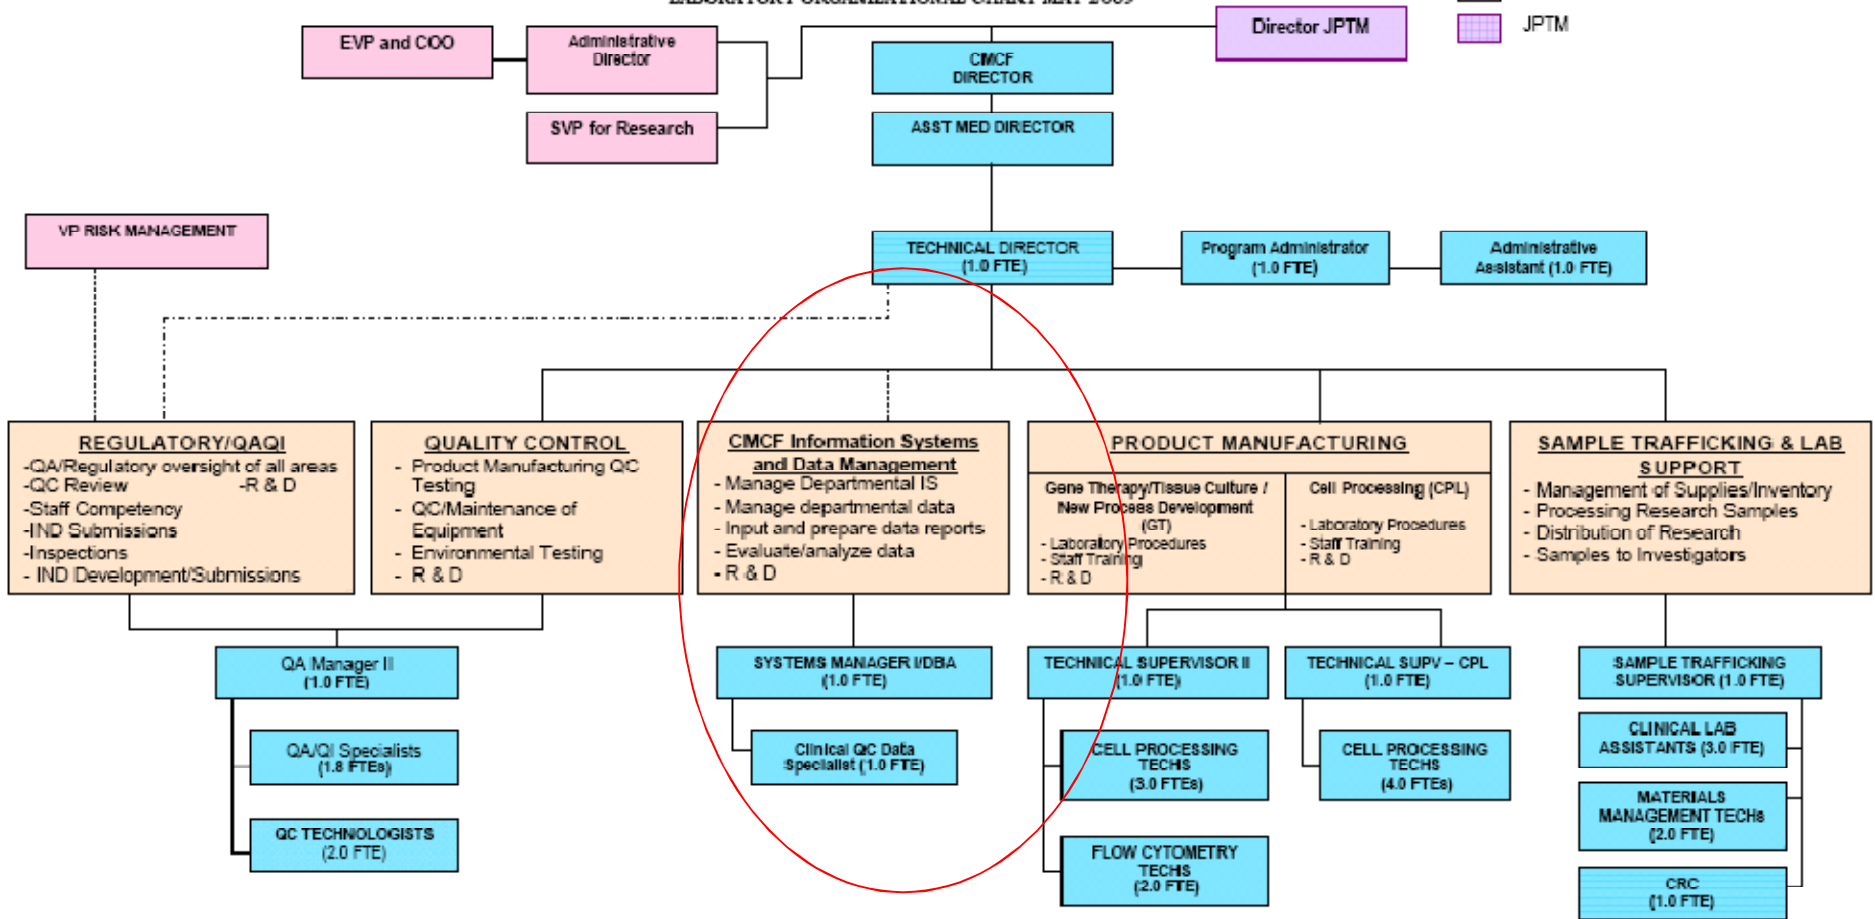 LABORATORY ORGANIZATIONAL CHART MAY 2009
JPTM
EVP and COO
Administrative
Director
Director JPTM
CMCF
DIRECTOR
SVP for Research
ASST MED DIRECTOR
VP RISK MANAGEMENT
TECHNICAL DIRECTOR
(1.0 FTE)
Program Administrator
(1.0 FTE)
Administrative
Assistant (1.0 FTE)
REGULATORY/QAQI
-QA/Regulatory oversight of all areas
-QC Review -R & D
-Staff Competency
-IND Submissions
-Inspections
- IND Development/Submissions
QUALITY CONTROL
- Product Manufacturing QC
Testing
- QC/Maintenance of
Equipment
- Environmental Testing
- R & D
CMCF Information Systems
and Data Management
- Manage Departmental IS
- Manage departmental data
- Input and prepare data reports
- Evaluate/analyze data
- R & D
PRODUCT MANUFACTURING
Gene Therapy/Tissue Culture /
New Process Development
(GT)
- Laboratory Procedures
- Staff Training
- R & D
Cell Processing (CPL)
- Laboratory Procedures
- Staff Training
- R & D
SAMPLE TRAFFICKING & LAB
SUPPORT
- Management of Supplies/Inventory
- Processing Research Samples
- Distribution of Research
- Samples to Investigators
QA Manager II
(1.0 FTE)
QA/QI Specialists
(1.8 FTEs)
QC TECHNOLOGISTS
(2.0 FTE)
SYSTEMS MANAGER I/DBA
(1.0 FTE)
Clinical QC Data
Specialist (1.0 FTE)
TECHNICAL SUPERVISOR II
(1.0 FTE)
CELL PROCESSING
TECHS
(3.0 FTEs)
FLOW CYTOMETRY
TECHS
(2.0 FTE)
TECHNICAL SUPV – CPL
(1.0 FTE)
CELL PROCESSING
TECHS
(4.0 FTEs)
SAMPLE TRAFFICKING
SUPERVISOR (1.0 FTE)
CLINICAL LAB
ASSISTANTS (3.0 FTE)
MATERIALS
MANAGEMENT TECHs
(2.0 FTE)
CRC
(1.0 FTE)